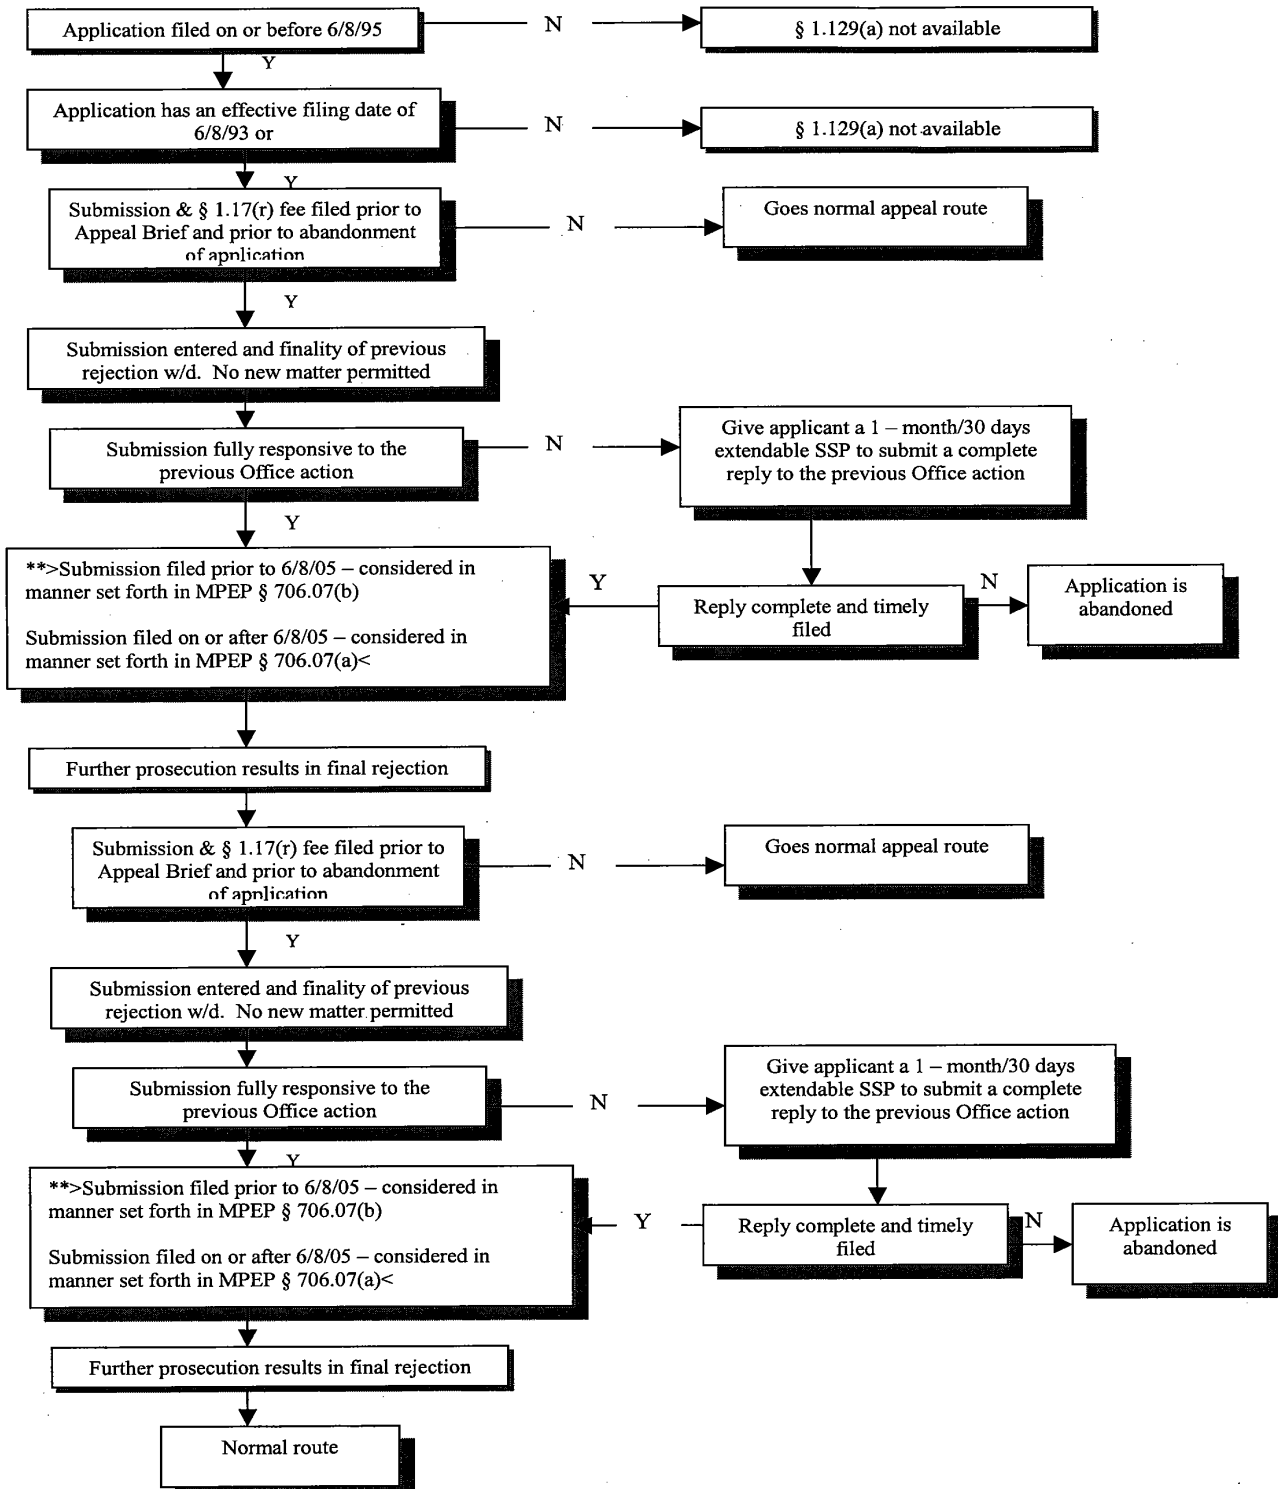 Application filed on or before 6/8/95
N
§ 1.129(a) not available
Y
Application has an effective filing date of
6/8/93 or
N
§ 1.129(a) not available
Y
Submission & § 1.17(r) fee filed prior to
Appeal Brief and prior to abandonment
of application
N
Goes normal appeal route
Y
Submission entered and finality of previous
rejection w/d. No new matter permitted
Submission fully responsive to the
previous Office action
N
Give applicant a 1 – month/30 days
extendable SSP to submit a complete
reply to the previous Office action
Y
**>Submission filed prior to 6/8/05 – considered in
manner set forth in MPEP § 706.07(b)
Submission filed on or after 6/8/05 – considered in
manner set forth in MPEP § 706.07(a)<
Y
Reply complete and timely
filed
N
Application is
abandoned
Further prosecution results in final rejection
Submission & § 1.17(r) fee filed prior to
Appeal Brief and prior to abandonment
of application
N
Goes normal appeal route
Y
Submission entered and finality of previous
rejection w/d. No new matter permitted
Submission fully responsive to the
previous Office action
N
Give applicant a 1 – month/30 days
extendable SSP to submit a complete
reply to the previous Office action
Y
**>Submission filed prior to 6/8/05 – considered in
manner set forth in MPEP § 706.07(b)
Submission filed on or after 6/8/05 – considered in
manner set forth in MPEP § 706.07(a)<
Y
Reply complete and timely
filed
N
Application is
abandoned
Further prosecution results in final rejection
Normal route